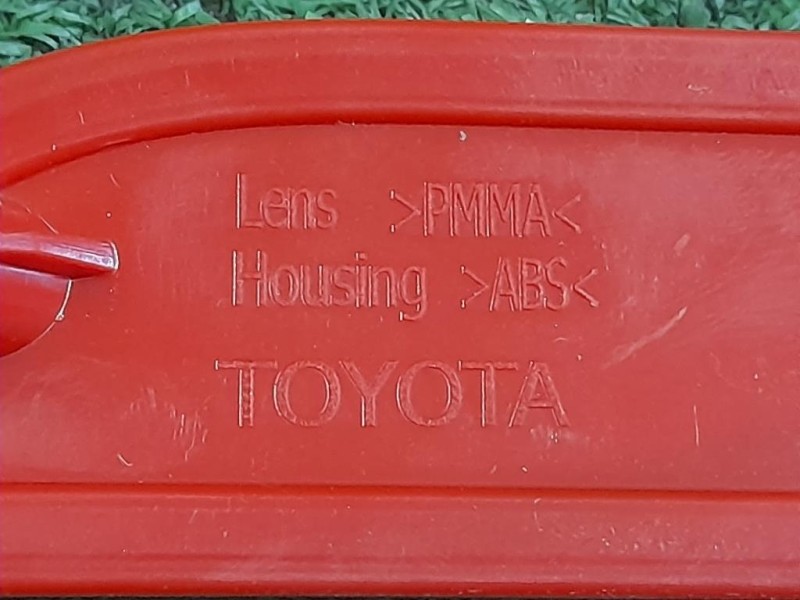 Lens >PMMA<
Housing >ABS<
TOYOTA